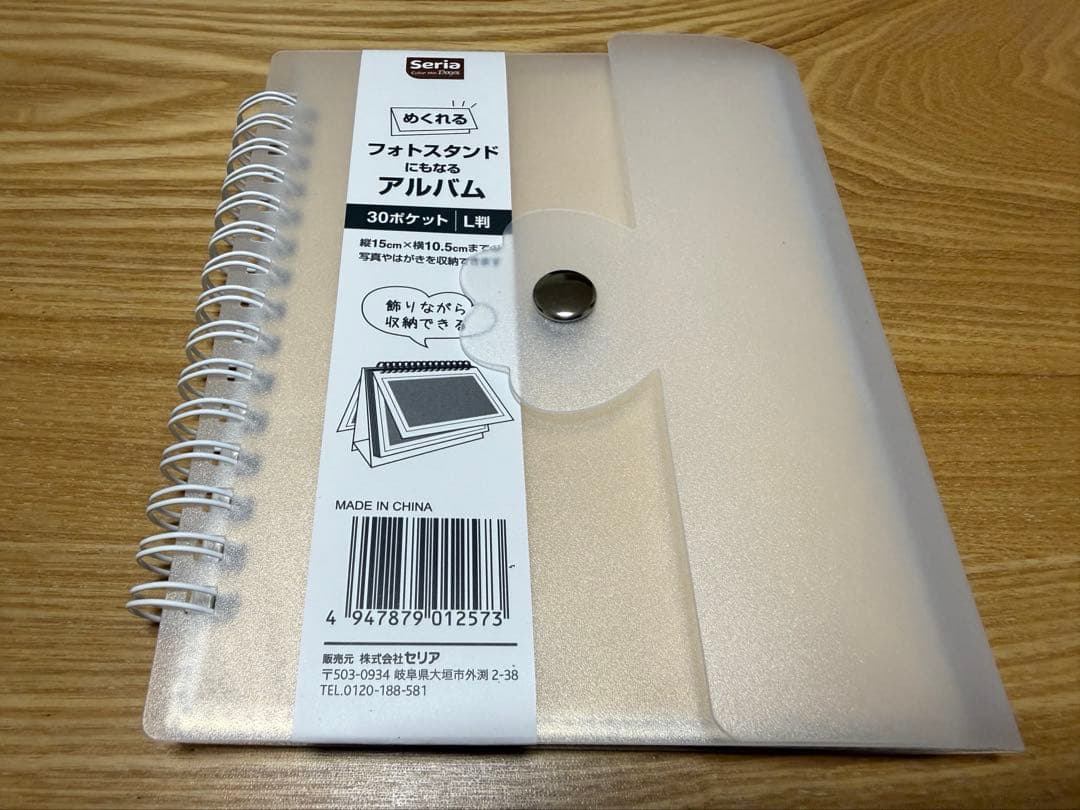 Seria
Color the Days
めくれる
フォトスタンド
にもなる
アルバム
30ポケット L判
縦15cm×横10.5cmまでの
写真やはがきを収納できます
飾りながら
収納できる
MADE IN CHINA
4 947879 012573
販売元 株式会社セリア
〒503-0934 岐阜県大垣市外渕 2-38
TEL.0120-188-581